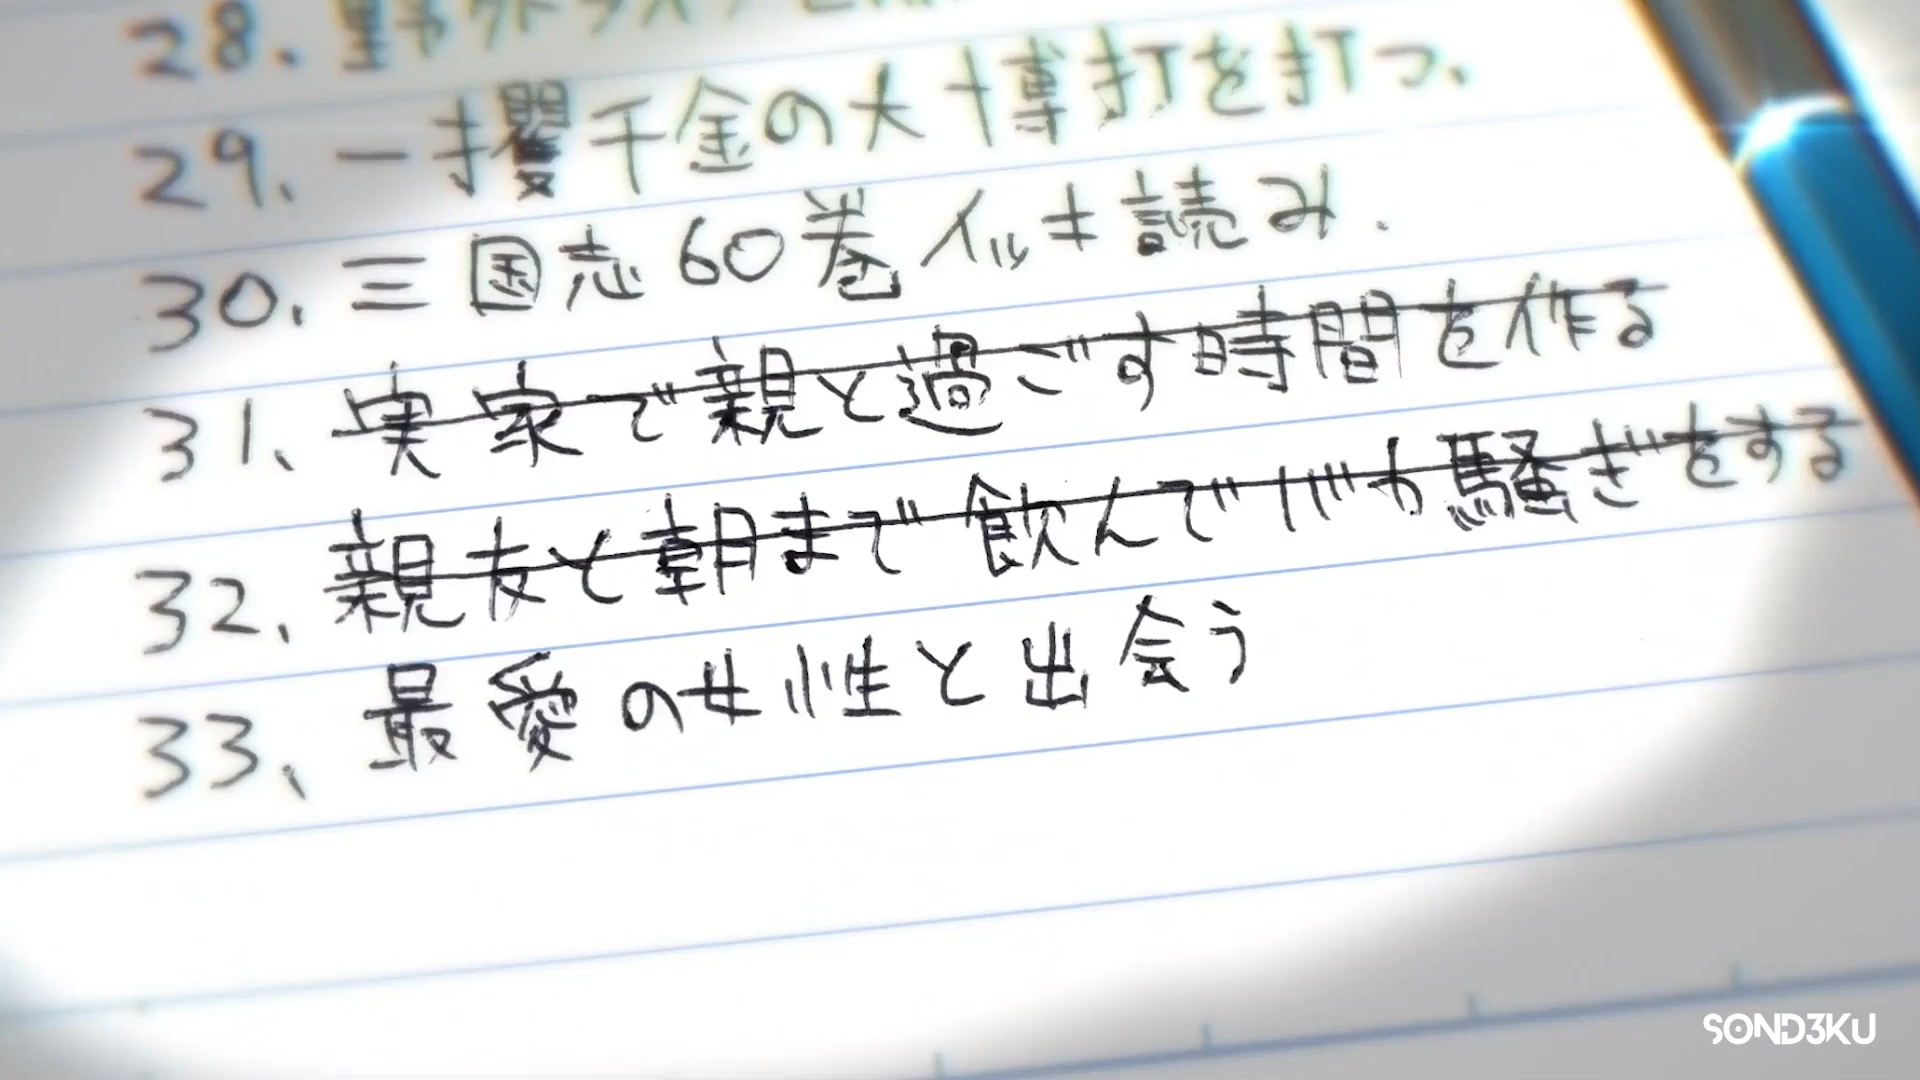 28. 野外
29. 一攫千金の大博打を打つ、
30. 三国志60巻イッキ読み.
31、実家で親と過ごす時間を作る
32、親友と朝まで飲んでバカ騒ぎをする
33、最愛の女性と出会う
SOND3KU